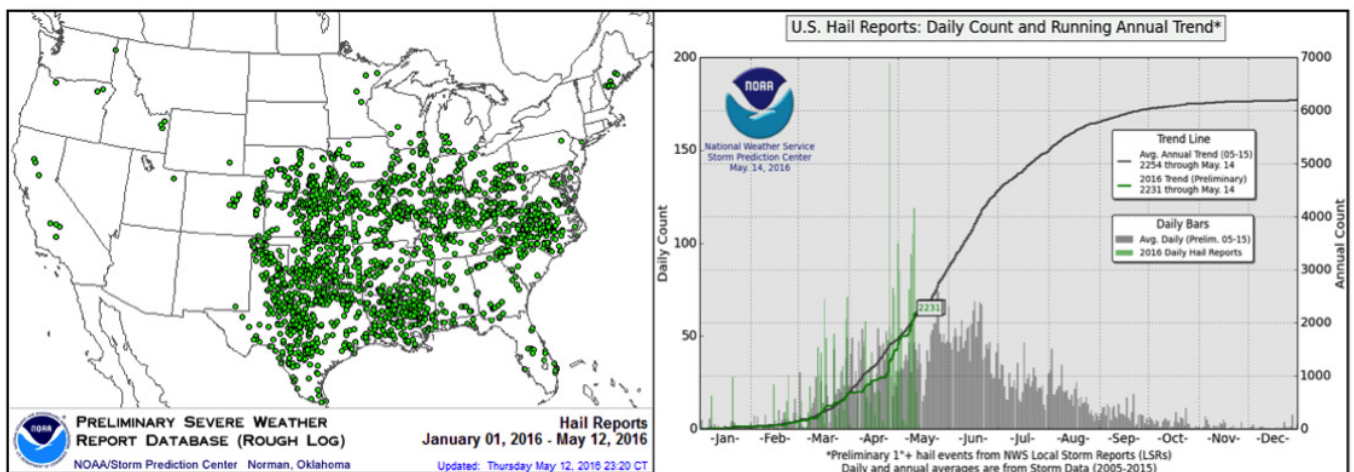 NOAA
PRELIMINARY SEVERE WEATHER
REPORT DATABASE (ROUGH LOG)
NOAA/Storm Prediction Center Norman, Oklahoma
Hail Reports
January 01, 2016 - May 12, 2016
Updated: Thursday May 12, 2016 23:20 CT
U.S. Hail Reports: Daily Count and Running Annual Trend*
NOAA
National Weather Service
Storm Prediction Center
May. 14, 2016
Daily Count
200
150
100
50
0
Trend Line
Avg. Annual Trend (05-15)
2254 through May. 14
2016 Trend (Preliminary)
2231 through May. 14
Daily Bars
Avg. Daily (Prelim. 05-15)
2016 Daily Hail Reports
2231
7000
6000
5000
4000
3000
2000
1000
0
Annual Count
-Jan- -Feb- -Mar- -Apr- -May- -Jun- -Jul- -Aug- -Sep- -Oct- -Nov- -Dec-
*Preliminary 1"+ hail events from NWS Local Storm Reports (LSRs)
Daily and annual averages are from Storm Data (2005-2015)